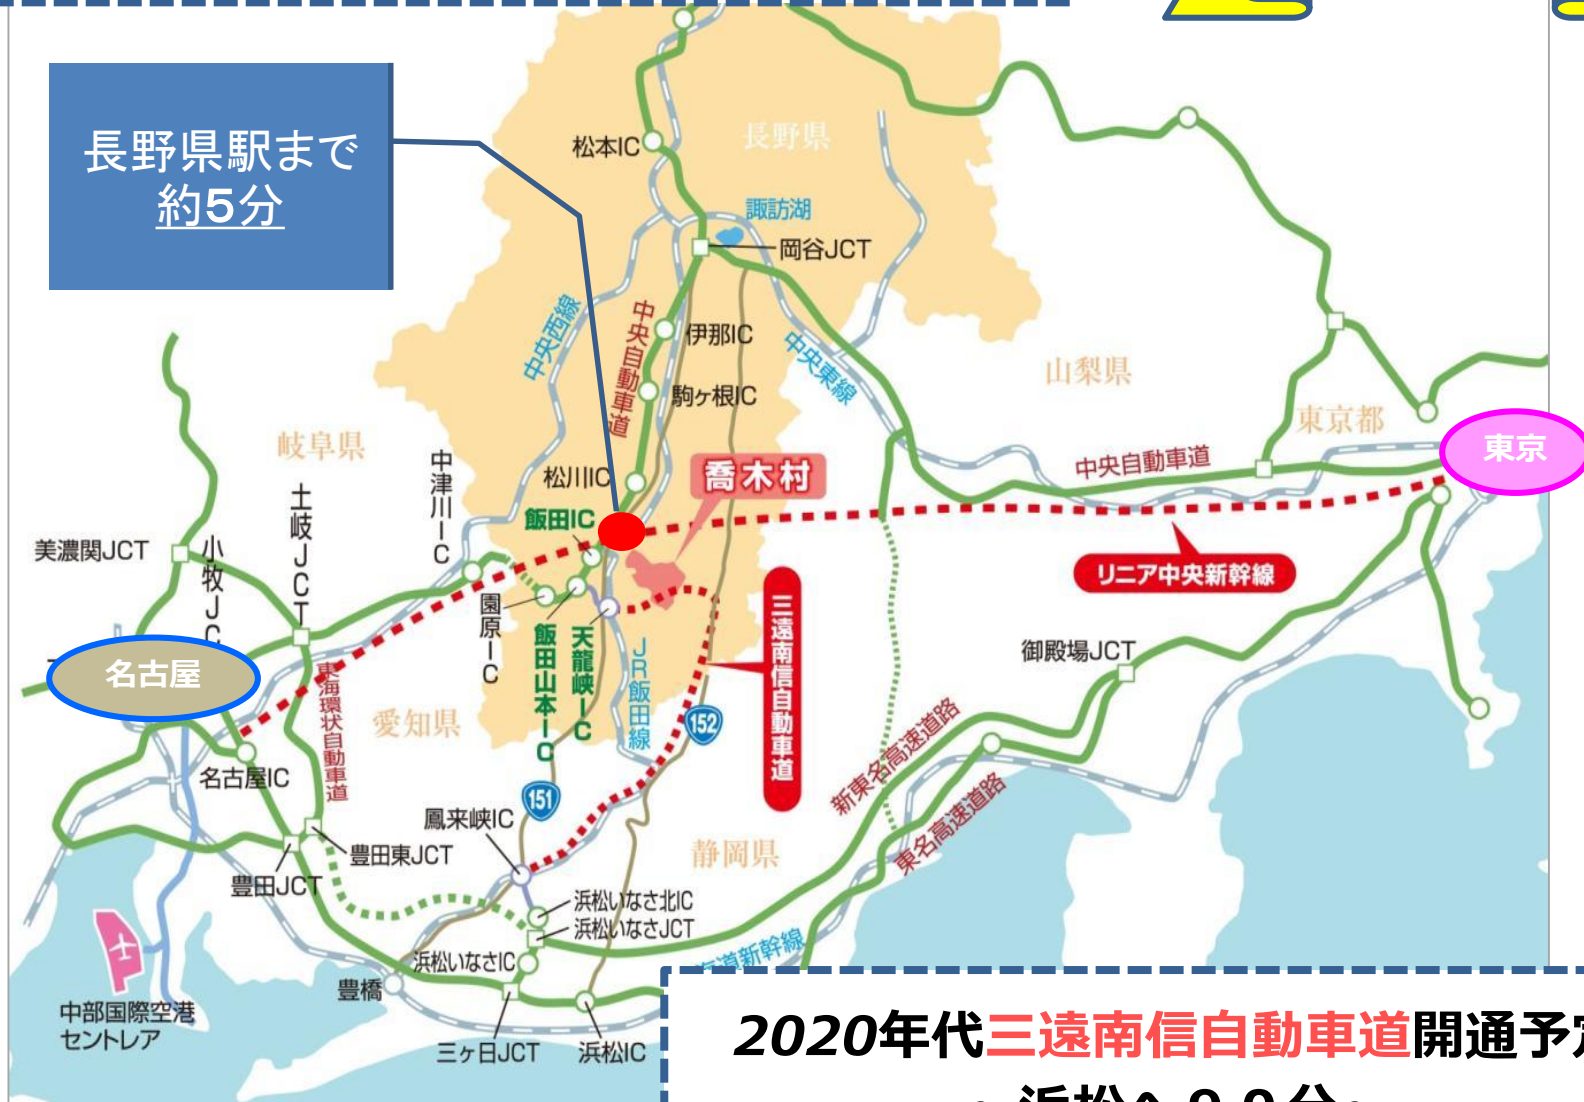 長野県駅まで
約5分
松本IC
長野県
諏訪湖
岡谷JCT
中央西線
中央自動車道
伊那IC
中央東線
駒ヶ根IC
山梨県
東京都
岐阜県
中津川IC
松川IC
喬木村
中央自動車道
東京
土岐JCT
飯田IC
美濃関JCT
小牧JC
リニア中央新幹線
園原IC
飯田山本IC
天龍峡IC
JR飯田線
三遠南信自動車道
御殿場JCT
名古屋
東海環状自動車道
愛知県
152
新東名高速道路
名古屋IC
151
鳳来峡IC
東名高速道路
静岡県
豊田東JCT
豊田JCT
浜松いなさ北IC
浜松いなさJCT
海道新幹線
浜松いなさIC
豊橋
中部国際空港
セントレア
三ヶ日JCT
浜松IC
2020年代三遠南信自動車道開通予定